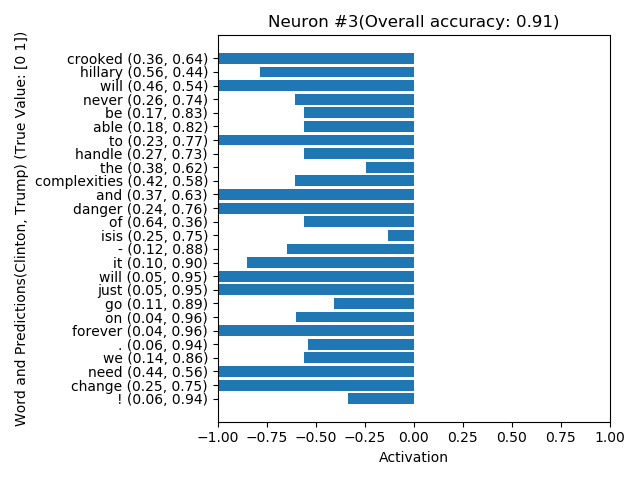 Neuron #3(Overall accuracy: 0.91)
Word and Predictions(Clinton, Trump) (True Value: [0 1])
crooked (0.36, 0.64)
hillary (0.56, 0.44)
will (0.46, 0.54)
never (0.26, 0.74)
be (0.17, 0.83)
able (0.18, 0.82)
to (0.23, 0.77)
handle (0.27, 0.73)
the (0.38, 0.62)
complexities (0.42, 0.58)
and (0.37, 0.63)
danger (0.24, 0.76)
of (0.64, 0.36)
isis (0.25, 0.75)
- (0.12, 0.88)
it (0.10, 0.90)
will (0.05, 0.95)
just (0.05, 0.95)
go (0.11, 0.89)
on (0.04, 0.96)
forever (0.04, 0.96)
. (0.06, 0.94)
we (0.14, 0.86)
need (0.44, 0.56)
change (0.25, 0.75)
! (0.06, 0.94)
−1.00 −0.75 −0.50 −0.25 0.00 0.25 0.50 0.75 1.00
Activation